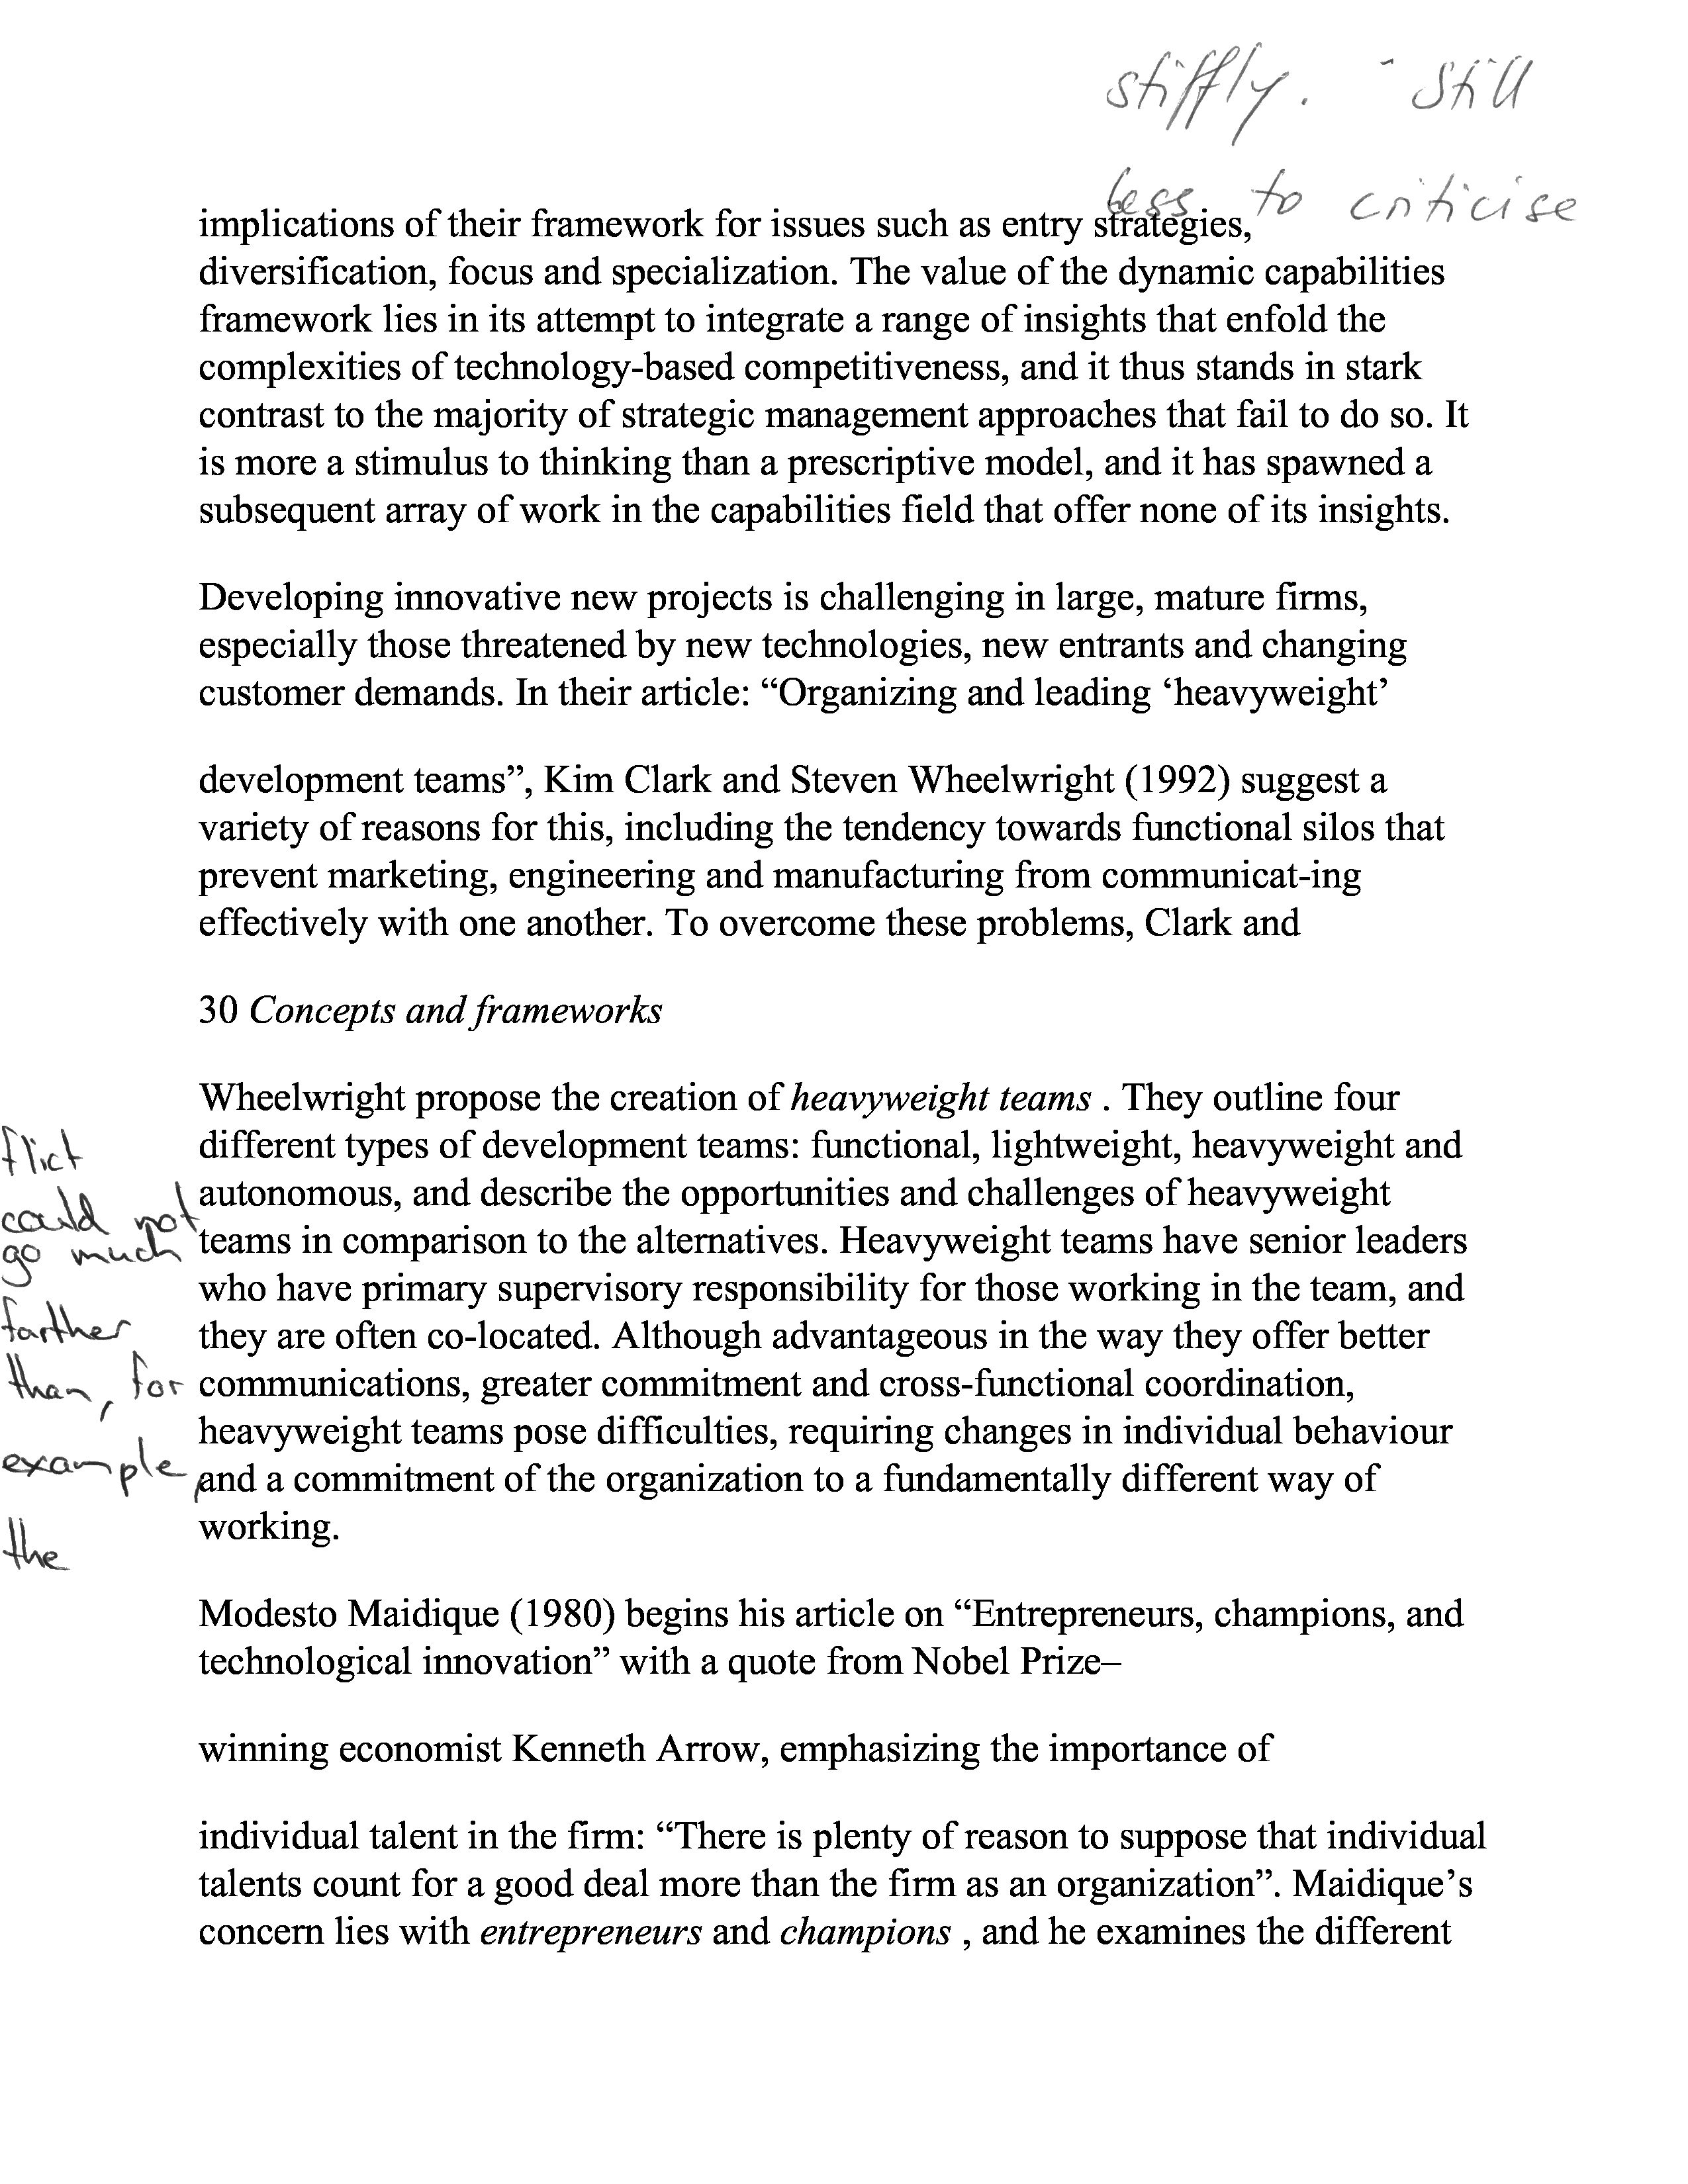 stiffly. - Still
less to criticise
implications of their framework for issues such as entry strategies,
diversification, focus and specialization. The value of the dynamic capabilities
framework lies in its attempt to integrate a range of insights that enfold the
complexities of technology-based competitiveness, and it thus stands in stark
contrast to the majority of strategic management approaches that fail to do so. It
is more a stimulus to thinking than a prescriptive model, and it has spawned a
subsequent array of work in the capabilities field that offer none of its insights.
Developing innovative new projects is challenging in large, mature firms,
especially those threatened by new technologies, new entrants and changing
customer demands. In their article: “Organizing and leading ‘heavyweight’
development teams”, Kim Clark and Steven Wheelwright (1992) suggest a
variety of reasons for this, including the tendency towards functional silos that
prevent marketing, engineering and manufacturing from communicat-ing
effectively with one another. To overcome these problems, Clark and
30 Concepts and frameworks
Wheelwright propose the creation of heavyweight teams . They outline four
different types of development teams: functional, lightweight, heavyweight and
autonomous, and describe the opportunities and challenges of heavyweight
teams in comparison to the alternatives. Heavyweight teams have senior leaders
who have primary supervisory responsibility for those working in the team, and
they are often co-located. Although advantageous in the way they offer better
communications, greater commitment and cross-functional coordination,
heavyweight teams pose difficulties, requiring changes in individual behaviour
and a commitment of the organization to a fundamentally different way of
working.
flict
could not
go much
farther
than, for
example,
the
Modesto Maidique (1980) begins his article on “Entrepreneurs, champions, and
technological innovation” with a quote from Nobel Prize–
winning economist Kenneth Arrow, emphasizing the importance of
individual talent in the firm: “There is plenty of reason to suppose that individual
talents count for a good deal more than the firm as an organization”. Maidique’s
concern lies with entrepreneurs and champions , and he examines the different